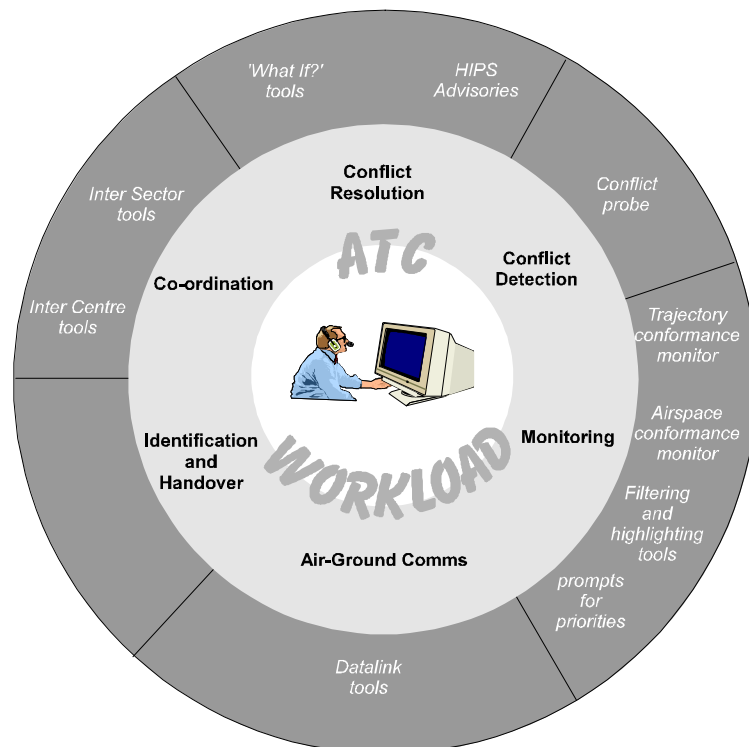 'What If?'
tools
HIPS
Advisories
Conflict
probe
Trajectory
conformance
monitor
Airspace
conformance
monitor
Filtering
and
highlighting
tools
prompts
for
priorities
Datalink
tools
Inter Centre
tools
Inter Sector
tools
Conflict
Resolution
Conflict
Detection
Monitoring
Air-Ground Comms
Identification
and
Handover
Co-ordination
ATC
WORKLOAD